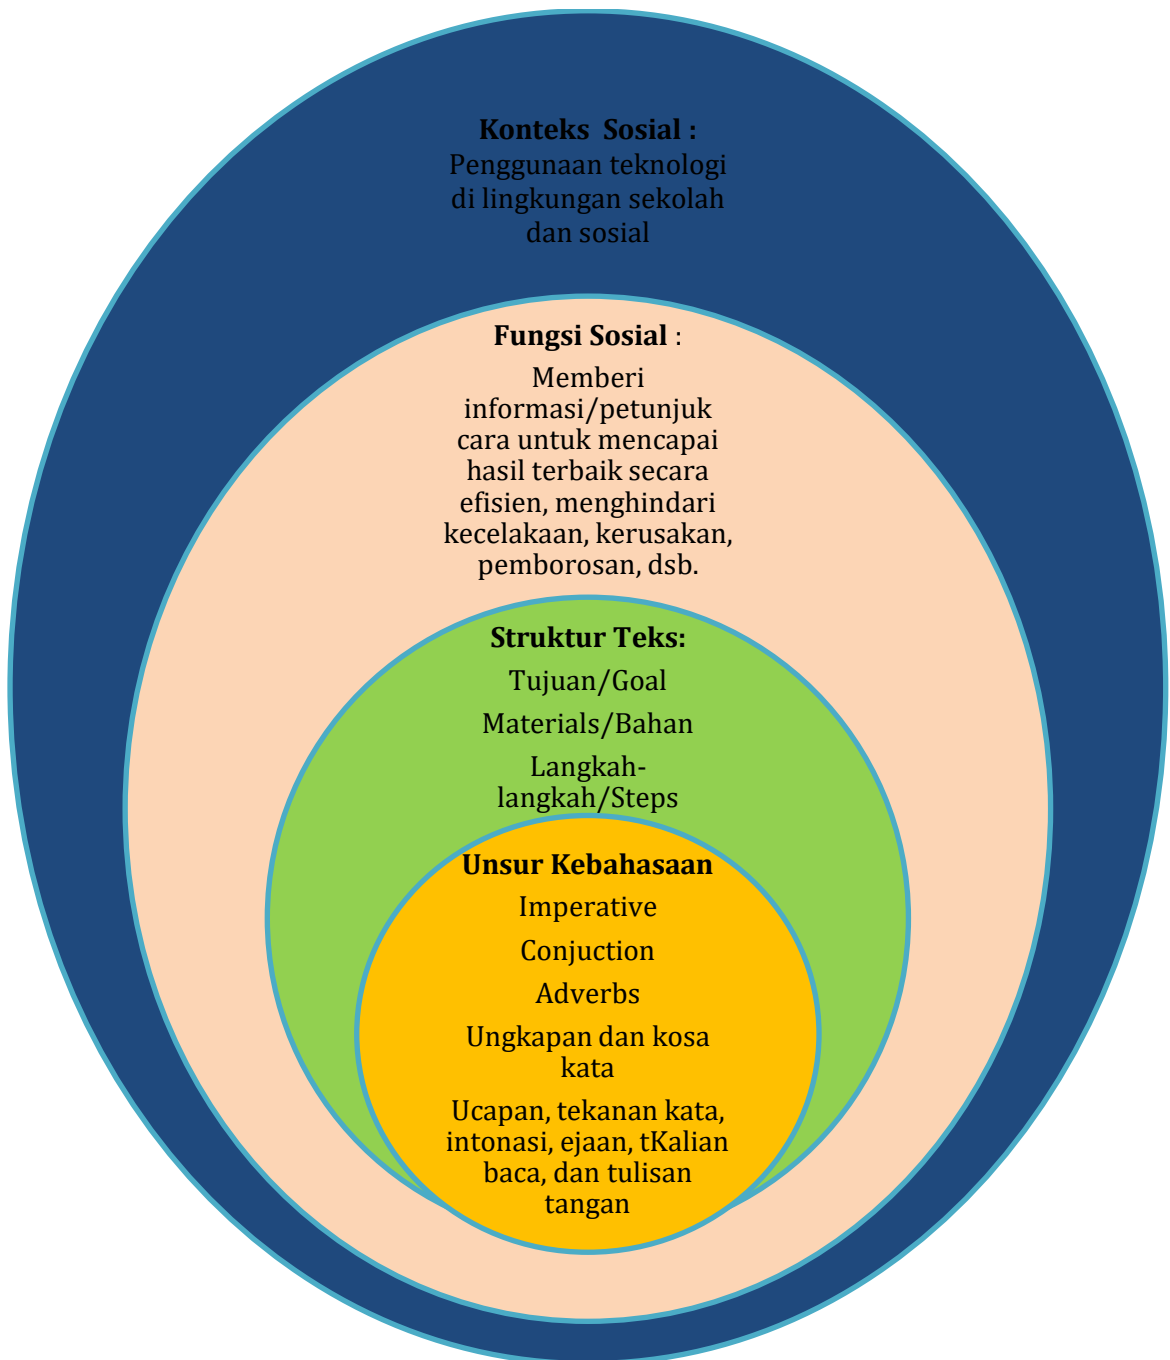 Konteks Sosial :
Penggunaan teknologi
di lingkungan sekolah
dan sosial
Fungsi Sosial :
Memberi
informasi/petunjuk
cara untuk mencapai
hasil terbaik secara
efisien, menghindari
kecelakaan, kerusakan,
pemborosan, dsb.
Struktur Teks:
Tujuan/Goal
Materials/Bahan
Langkah-
langkah/Steps
Unsur Kebahasaan
Imperative
Conjuction
Adverbs
Ungkapan dan kosa
kata
Ucapan, tekanan kata,
intonasi, ejaan, tKalian
baca, dan tulisan
tangan